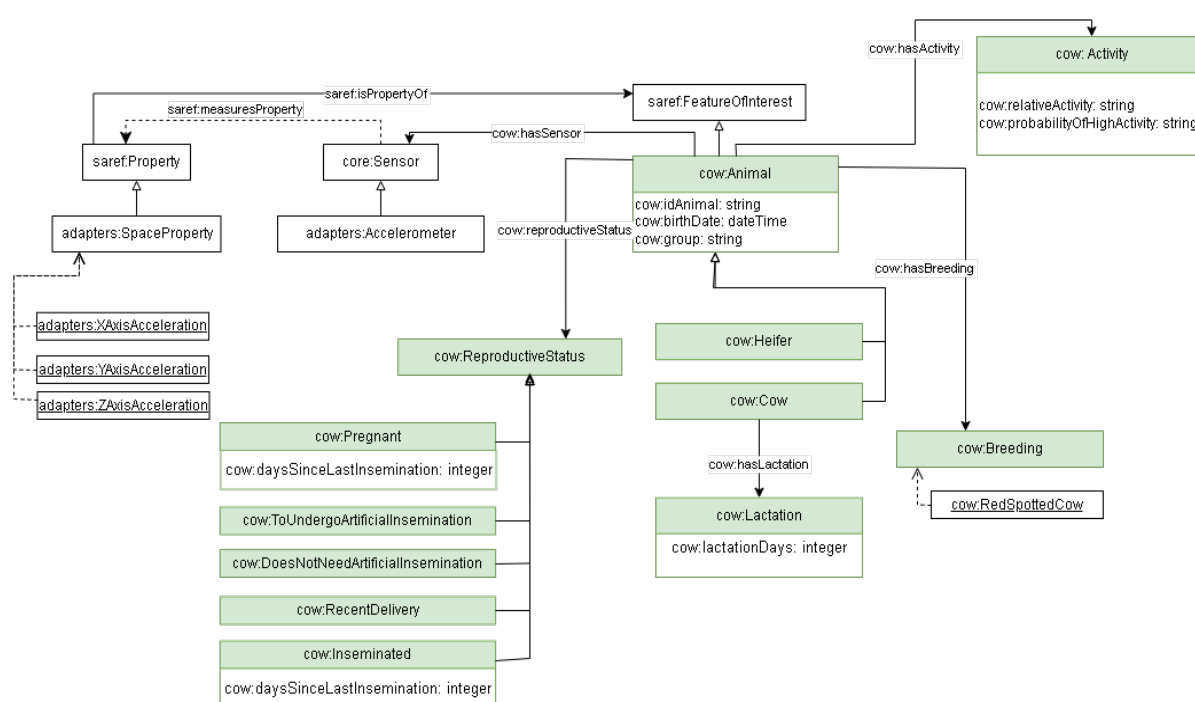 cow:hasActivity
cow: Activity
cow:relativeActivity: string
cow:probabilityOfHighActivity: string
saref:isPropertyOf
saref:FeatureOfInterest
saref:measuresProperty
cow:hasSensor
saref:Property
core:Sensor
cow:Animal
cow:idAnimal: string
cow:birthDate: dateTime
cow:group: string
adapters:SpaceProperty
adapters:Accelerometer
cow:reproductiveStatus
cow:hasBreeding
adapters:XAxisAcceleration
adapters:YAxisAcceleration
adapters:ZAxisAcceleration
cow:ReproductiveStatus
cow:Heifer
cow:Cow
cow:Pregnant
cow:daysSinceLastInsemination: integer
cow:hasLactation
cow:Breeding
cow:RedSpottedCow
cow:Lactation
cow:lactationDays: integer
cow:ToUndergoArtificialInsemination
cow:DoesNotNeedArtificialInsemination
cow:RecentDelivery
cow:Inseminated
cow:daysSinceLastInsemination: integer